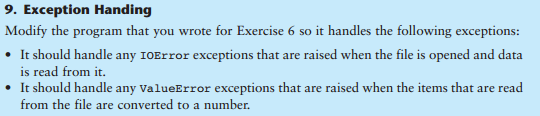 9. Exception Handing
Modify the program that you wrote for Exercise 6 so it handles the following exceptions:
• It should handle any IOError exceptions that are raised when the file is opened and data
is read from it.
• It should handle any ValueError exceptions that are raised when the items that are read
from the file are converted to a number.